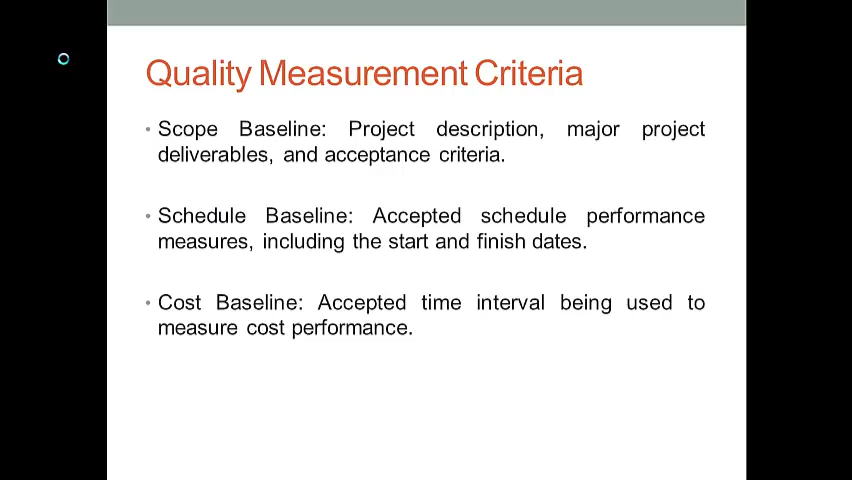 Quality Measurement Criteria
• Scope Baseline: Project description, major project
deliverables, and acceptance criteria.
• Schedule Baseline: Accepted schedule performance
measures, including the start and finish dates.
• Cost Baseline: Accepted time interval being used to
measure cost performance.